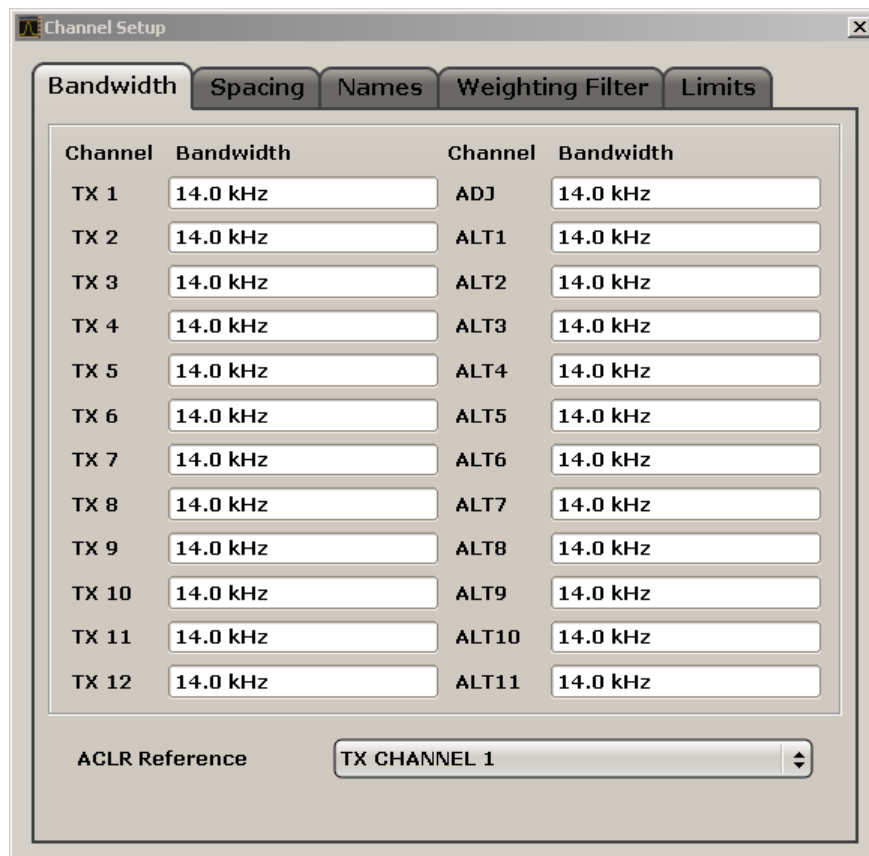 Channel Setup
Bandwidth Spacing Names Weighting Filter Limits
Channel Bandwidth Channel Bandwidth
TX 1 14.0 kHz ADJ 14.0 kHz
TX 2 14.0 kHz ALT1 14.0 kHz
TX 3 14.0 kHz ALT2 14.0 kHz
TX 4 14.0 kHz ALT3 14.0 kHz
TX 5 14.0 kHz ALT4 14.0 kHz
TX 6 14.0 kHz ALT5 14.0 kHz
TX 7 14.0 kHz ALT6 14.0 kHz
TX 8 14.0 kHz ALT7 14.0 kHz
TX 9 14.0 kHz ALT8 14.0 kHz
TX 10 14.0 kHz ALT9 14.0 kHz
TX 11 14.0 kHz ALT10 14.0 kHz
TX 12 14.0 kHz ALT11 14.0 kHz
ACLR Reference TX CHANNEL 1